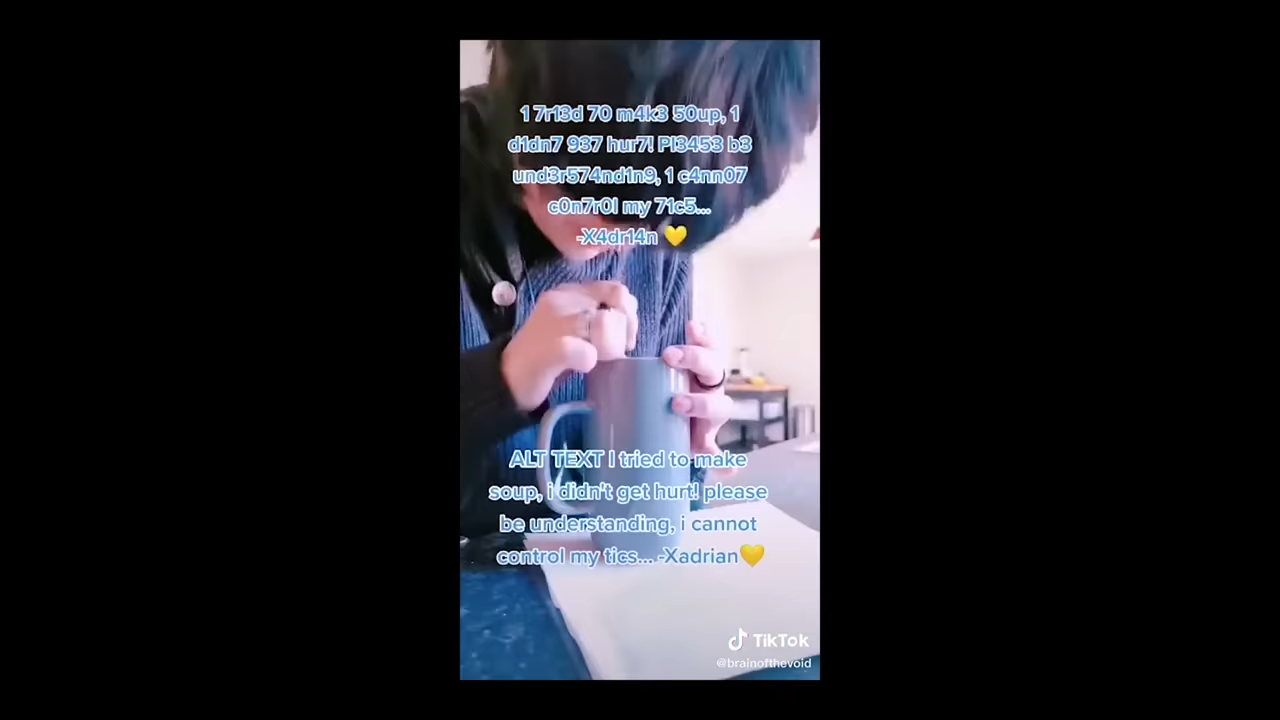 1 7r13d 70 m4k3 50up, 1
d1dn7 937 hur7! Pl3453 b3
und3r574nd1n9, 1 c4nn07
c0n7r0l my 71c5...
-X4dr14n 💛
ALT TEXT I tried to make
soup, i didn't get hurt! please
be understanding, i cannot
control my tics... -Xadrian💛
TikTok
@brainofthevoid